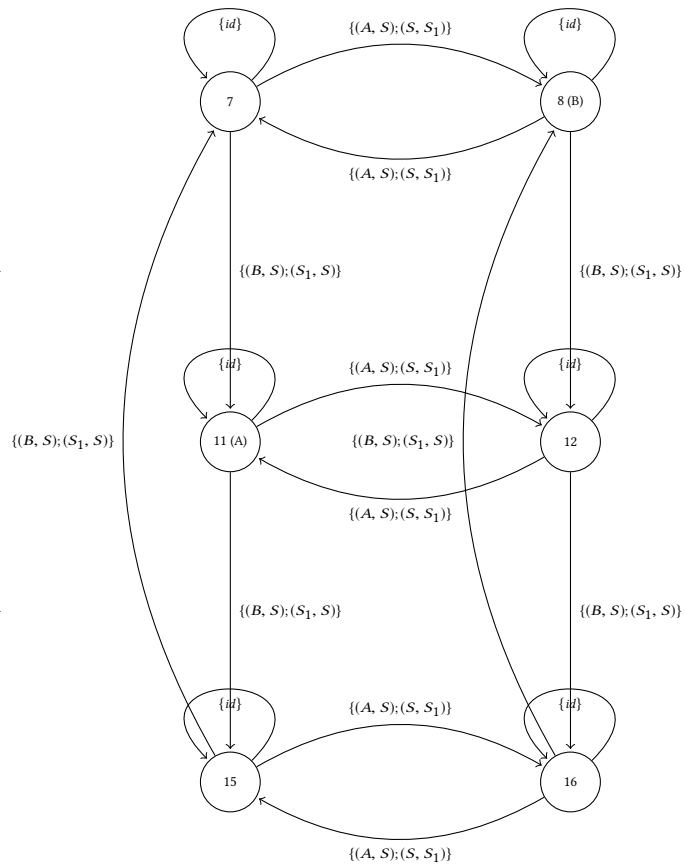 {id}
{id}
{(A, S);(S, S₁)}
7
8 (B)
{(A, S);(S, S₁)}
{(B, S);(S₁, S)}
{(B, S);(S₁, S)}
{id}
{id}
{(A, S);(S, S₁)}
{(B, S);(S₁, S)}
11 (A)
{(B, S);(S₁, S)}
12
{(A, S);(S, S₁)}
{(B, S);(S₁, S)}
{(B, S);(S₁, S)}
{id}
{id}
{(A, S);(S, S₁)}
15
16
{(A, S);(S, S₁)}